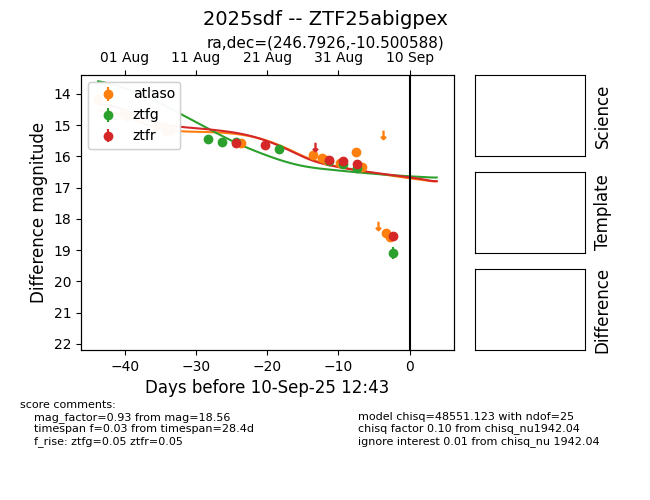 2025sdf -- ZTF25abigpex
ra,dec=(246.7926,-10.500588)
01 Aug 11 Aug 21 Aug 31 Aug 10 Sep
atlaso
ztfg
ztfr
14
15
16
17
18
19
20
21
22
Difference magnitude
−40 −30 −20 −10 0
Days before 10-Sep-25 12:43
Science
Template
Difference
score comments:
mag_factor=0.93 from mag=18.56
timespan f=0.03 from timespan=28.4d
f_rise: ztfg=0.05 ztfr=0.05
model chisq=48551.123 with ndof=25
chisq factor 0.10 from chisq_nu1942.04
ignore interest 0.01 from chisq_nu 1942.04